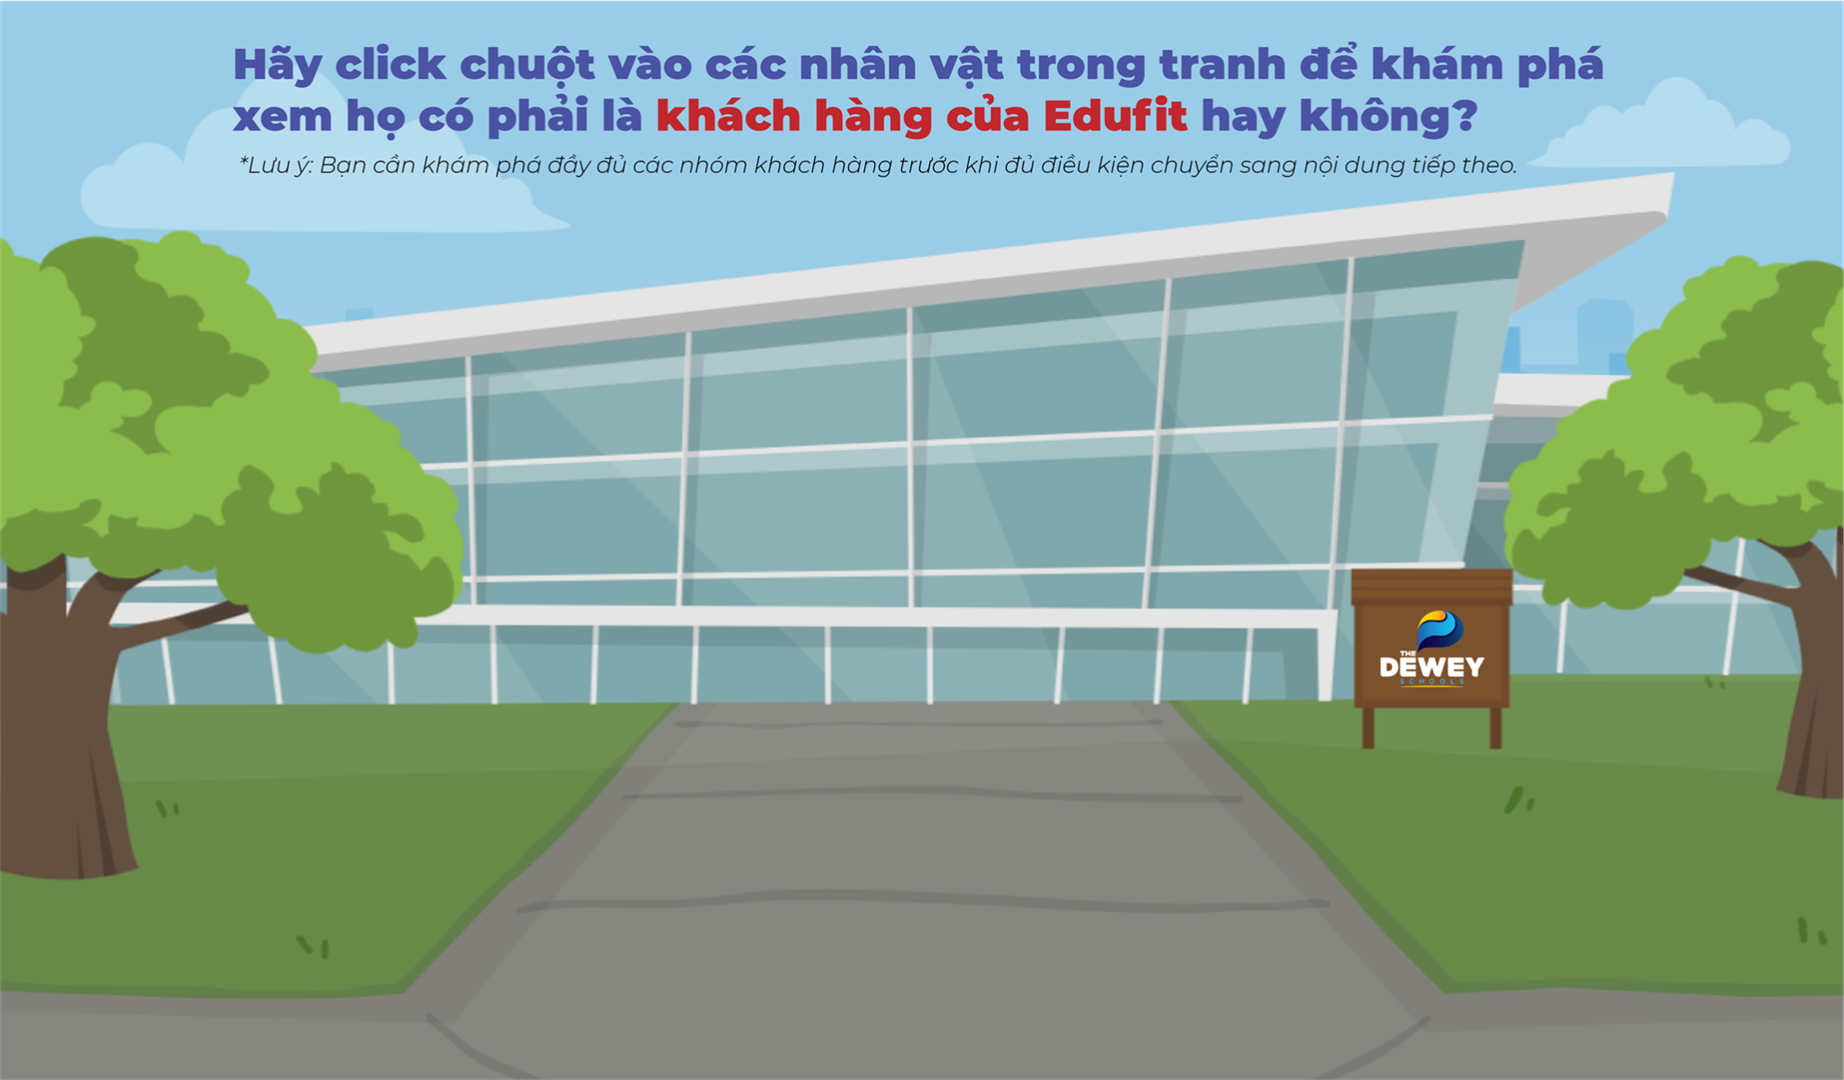 Hãy click chuột vào các nhân vật trong tranh để khám phá
xem họ có phải là khách hàng của Edufit hay không?
*Lưu ý: Bạn cần khám phá đầy đủ các nhóm khách hàng trước khi đủ điều kiện chuyển sang nội dung tiếp theo.
THE
DEWEY
SCHOOLS